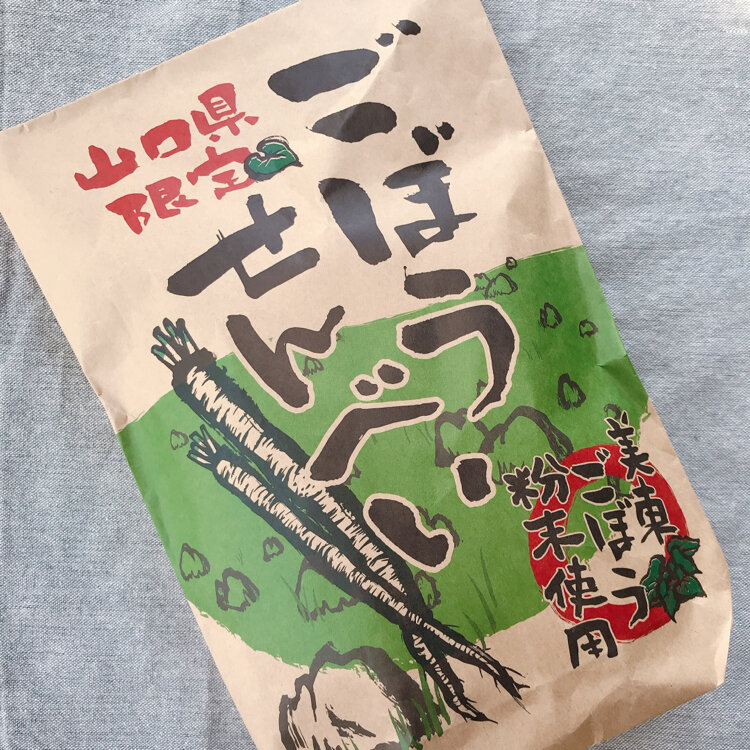 山口県
限定
ごぼう
せんべい
美東
ごぼう
粉末使用